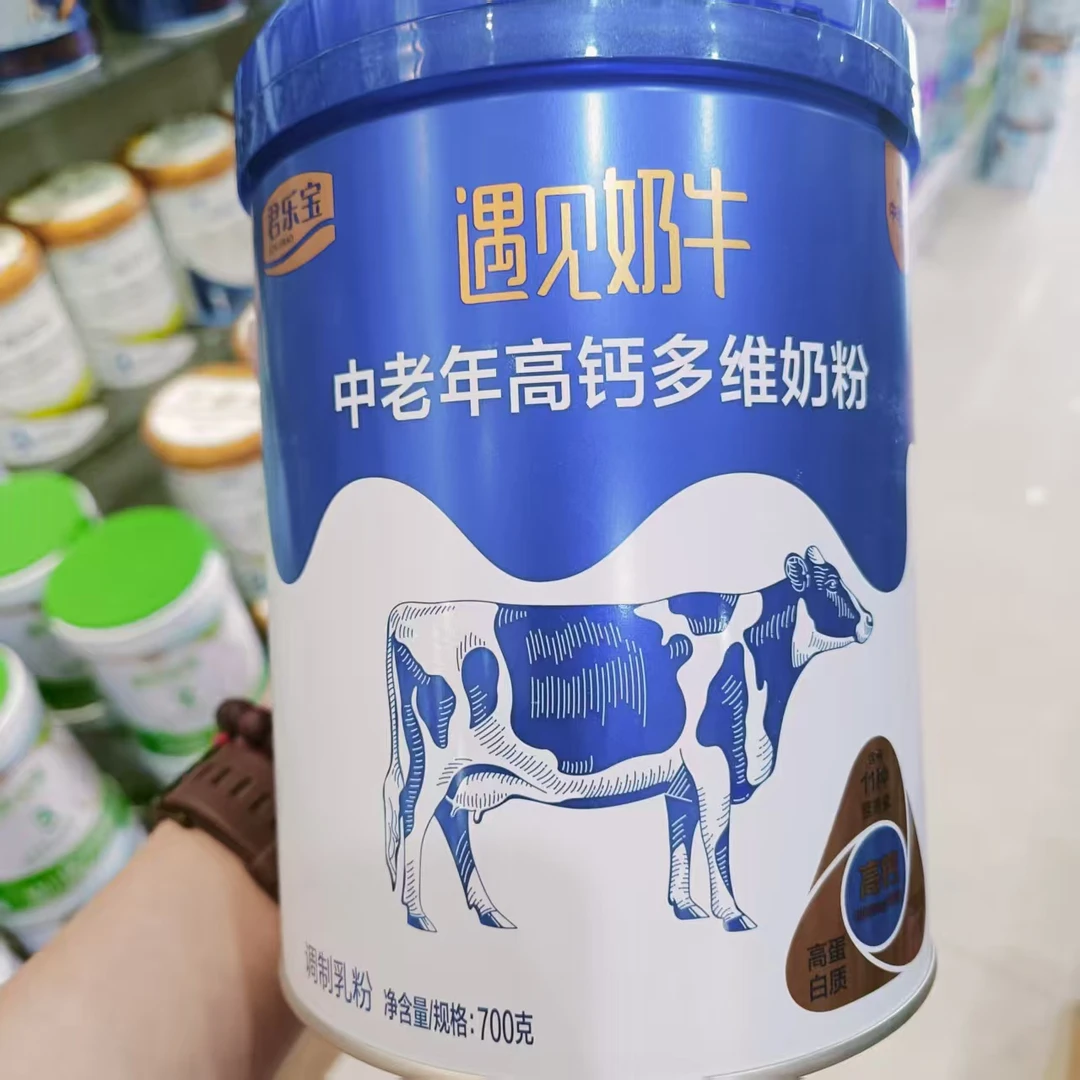 君乐宝
遇见奶牛
中老年高钙多维奶粉
11种
高钙
高蛋
白质
调制乳粉
净含量/规格:700克